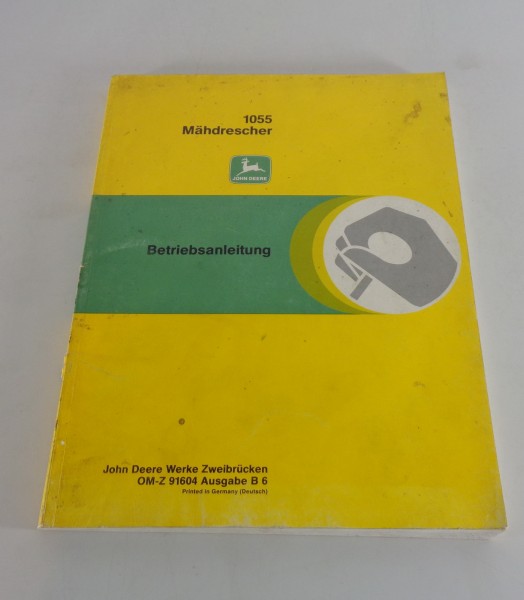 1055
Mähdrescher
JOHN DEERE
Betriebsanleitung
John Deere Werke Zweibrücken
OM-Z 91604 Ausgabe B 6
Printed in Germany (Deutsch)